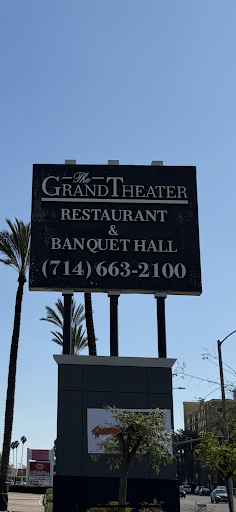 The
GRAND THEATER
RESTAURANT
&
BANQUET HALL
(714) 663-2100